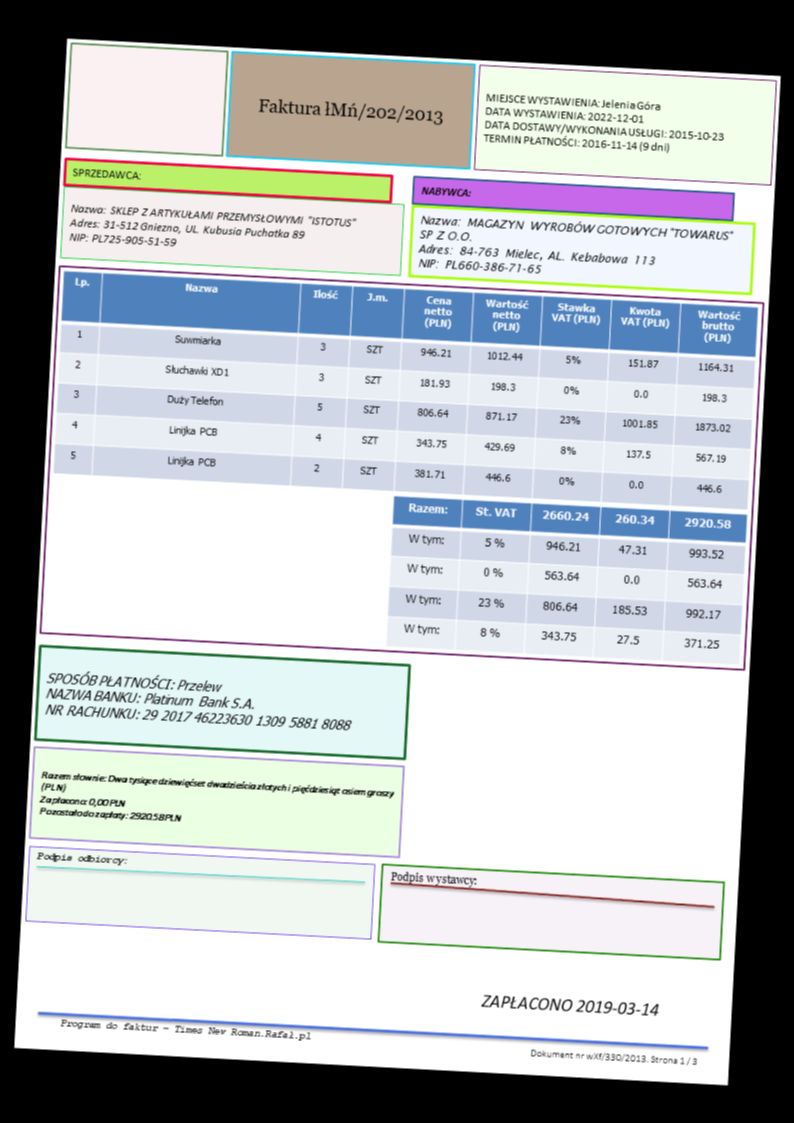 Faktura łMń/202/2013
MIEJSCE WYSTAWIENIA: Jelenia Góra
DATA WYSTAWIENIA: 2022-12-01
DATA DOSTAWY/WYKONANIA USŁUGI: 2015-10-23
TERMIN PŁATNOŚCI: 2016-11-14 (9 dni)
SPRZEDAWCA:
Nazwa: SKLEP Z ARTYKUŁAMI PRZEMYSŁOWYMI "ISTOTUS"
Adres: 31-512 Gniezno, UL. Kubusia Puchatka 89
NIP: PL725-905-51-59
NABYWCA:
Nazwa: MAGAZYN WYROBÓW GOTOWYCH "TOWARUS"
SP Z O.O.
Adres: 84-763 Mielec, AL. Kebabowa 113
NIP: PL660-386-71-65
Lp. Nazwa Ilość J.m. Cena netto (PLN) Wartość netto (PLN) Stawka VAT (PLN) Kwota VAT (PLN) Wartość brutto (PLN)
1 Suwmiarka 3 SZT 946.21 1012.44 5% 151.87 1164.31
2 Słuchawki XD1 3 SZT 181.93 198.3 0% 0.0 198.3
3 Duży Telefon 5 SZT 806.64 871.17 23% 1001.85 1873.02
4 Linijka PCB 4 SZT 343.75 429.69 8% 137.5 567.19
5 Linijka PCB 2 SZT 381.71 446.6 0% 0.0 446.6
Razem: St. VAT 2660.24 260.34 2920.58
W tym: 5 % 946.21 47.31 993.52
W tym: 0 % 563.64 0.0 563.64
W tym: 23 % 806.64 185.53 992.17
W tym: 8 % 343.75 27.5 371.25
SPOSÓB PŁATNOŚCI: Przelew
NAZWA BANKU: Platinum Bank S.A.
NR RACHUNKU: 29 2017 46223630 1309 5881 8088
Razem słownie: Dwa tysiące dziewięćset dwadzieścia złotych i pięćdziesiąt osiem groszy
(PLN)
Zapłacono: 0,00 PLN
Pozostało do zapłaty: 2920.58 PLN
Podpis odbiorcy:
Podpis wystawcy:
ZAPŁACONO 2019-03-14
Program do faktur – Times New Roman.Rafał.pl
Dokument nr wXf/330/2013. Strona 1 / 3